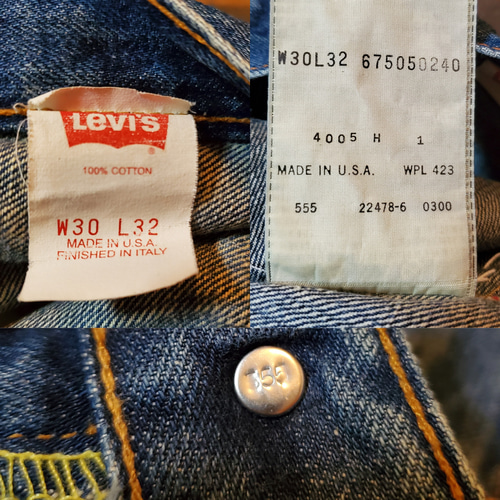 Levi's
100% COTTON
W30 L32
MADE IN U.S.A.
FINISHED IN ITALY
W30L32 675050240
4005 H 1
MADE IN U.S.A. WPL 423
555 22478-6 0300